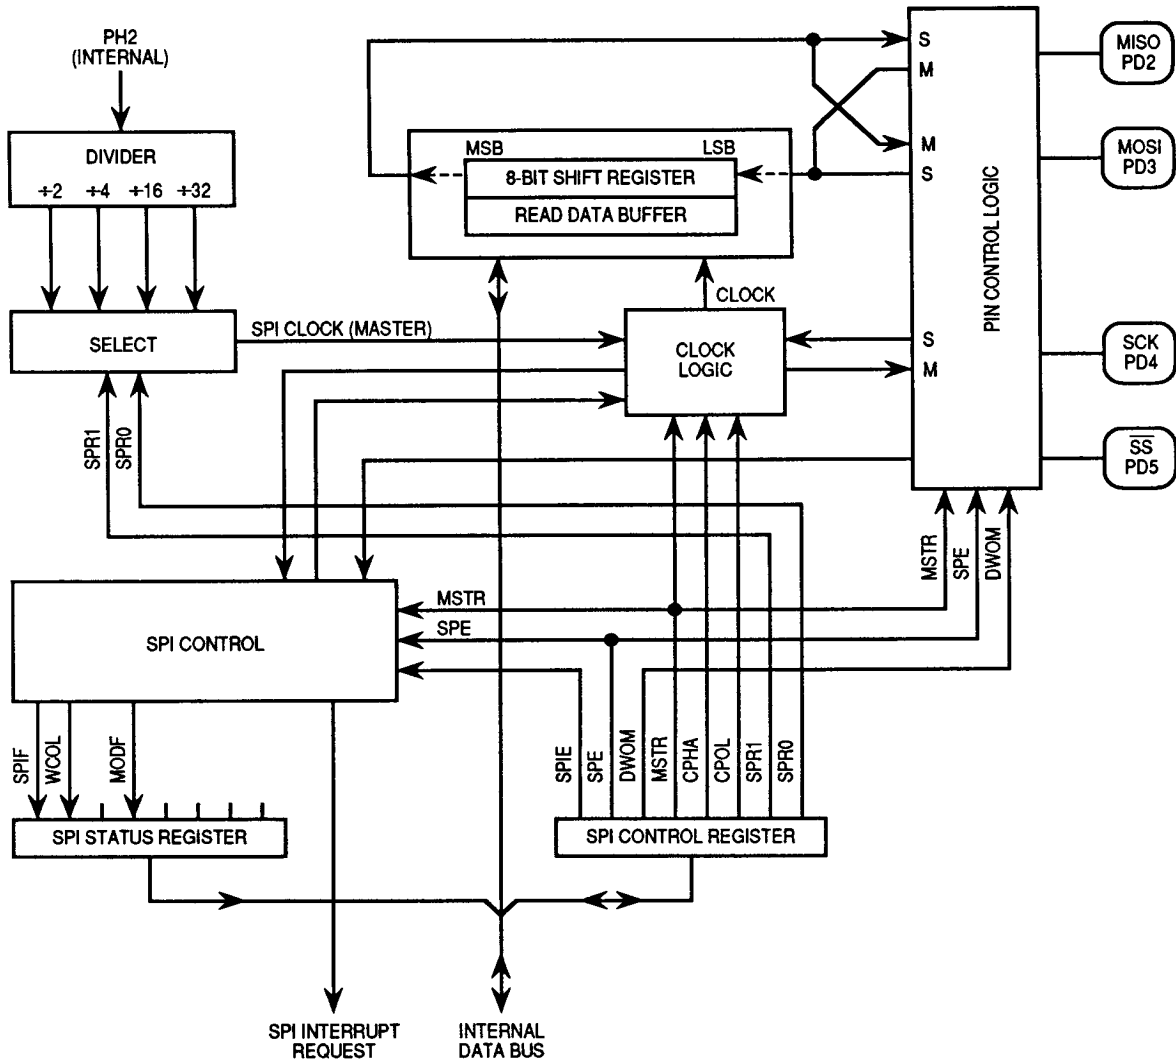 PH2
(INTERNAL)
DIVIDER
÷2 ÷4 ÷16 ÷32
SELECT
SPI CLOCK (MASTER)
SPR1
SPR0
MSB
LSB
8-BIT SHIFT REGISTER
READ DATA BUFFER
CLOCK
CLOCK
LOGIC
S
M
M
S
S
M
PIN CONTROL LOGIC
MISO
PD2
MOSI
PD3
SCK
PD4
SS
PD5
MSTR
SPE
DWOM
SPI CONTROL
MSTR
SPE
SPIF
WCOL
MODF
SPI STATUS REGISTER
SPIE
SPE
DWOM
MSTR
CPHA
CPOL
SPR1
SPR0
SPI CONTROL REGISTER
SPI INTERRUPT
REQUEST
INTERNAL
DATA BUS